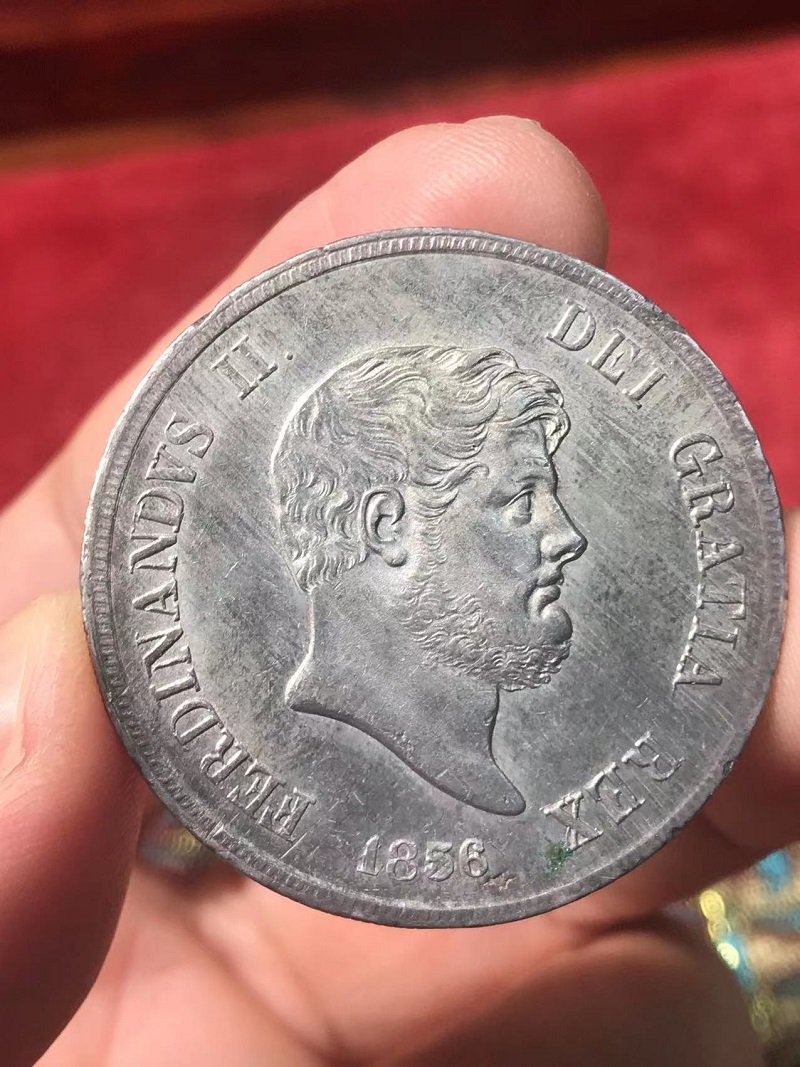 FERDINANDVS II. DEI GRATIA REX
1856